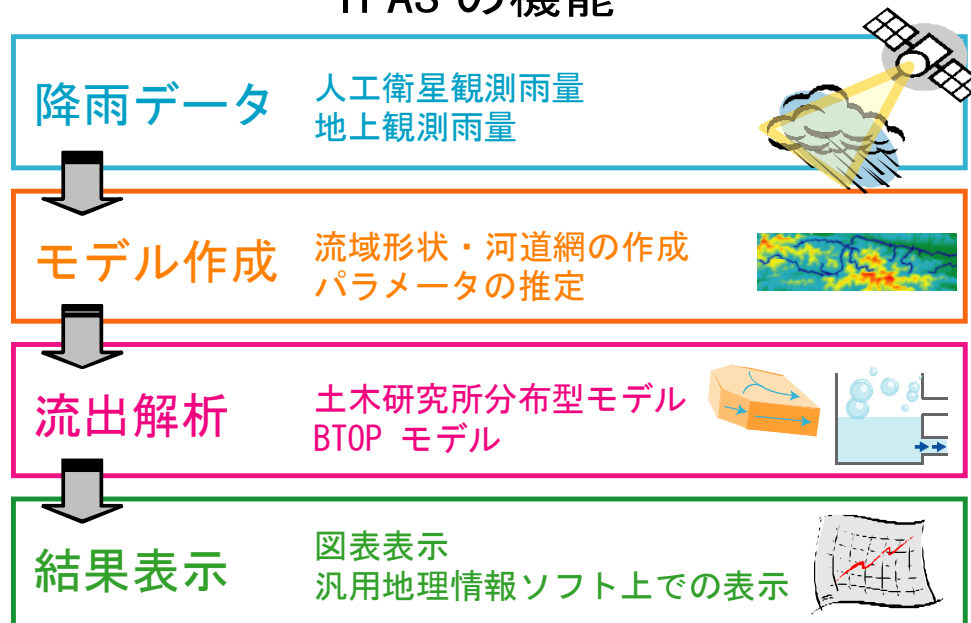 の機能
降雨データ
人工衛星観測雨量
地上観測雨量
モデル作成
流域形状・河道網の作成
パラメータの推定
流出解析
土木研究所分布型モデル
BTOP モデル
結果表示
図表表示
汎用地理情報ソフト上での表示